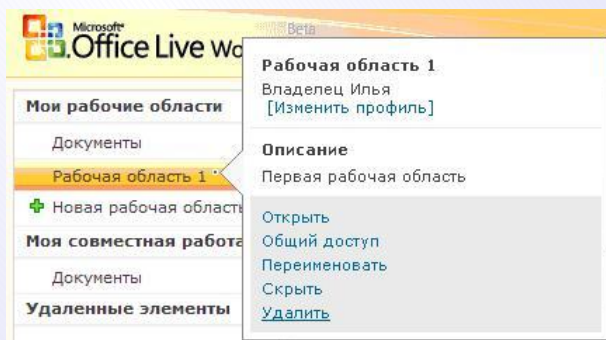 Microsoft®
Office Live Wo
Beta
Мои рабочие области
Документы
Рабочая область 1
Новая рабочая область
Моя совместная работа
Документы
Удаленные элементы
Рабочая область 1
Владелец Илья
[Изменить профиль]
Описание
Первая рабочая область
Открыть
Общий доступ
Переименовать
Скрыть
Удалить